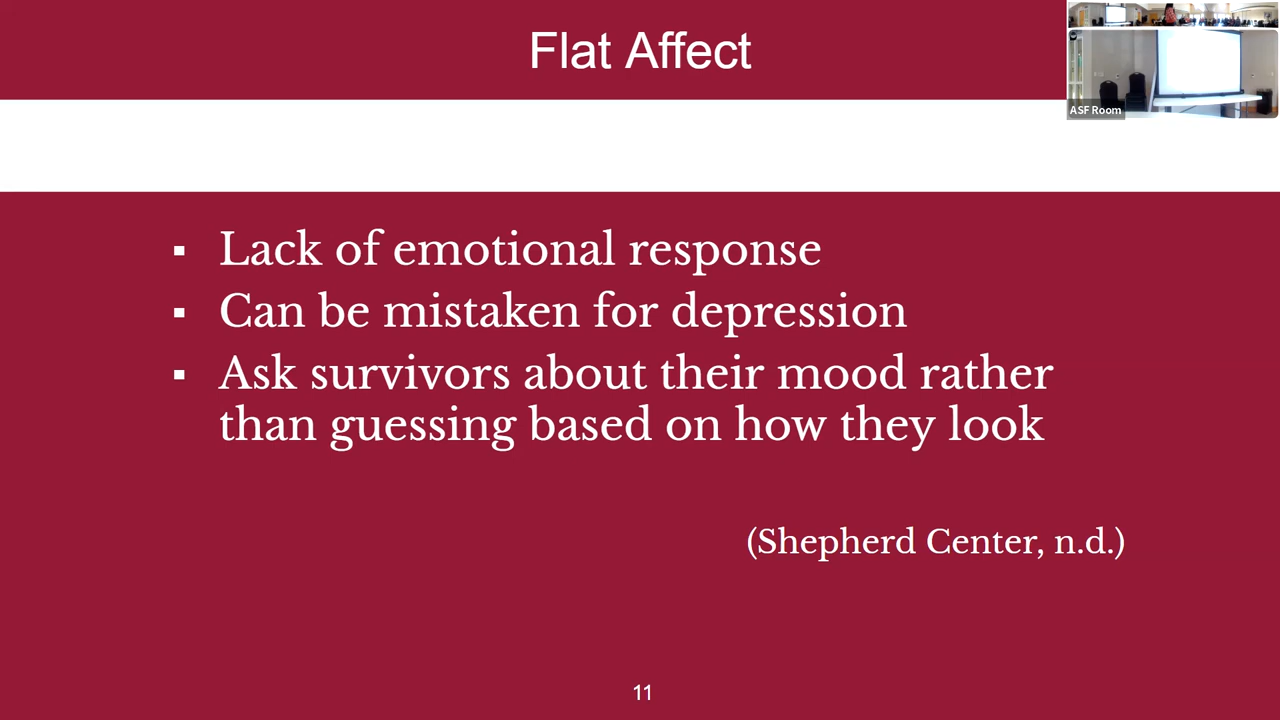 Flat Affect
ASF Room
▪ Lack of emotional response
▪ Can be mistaken for depression
▪ Ask survivors about their mood rather
than guessing based on how they look
(Shepherd Center, n.d.)
11